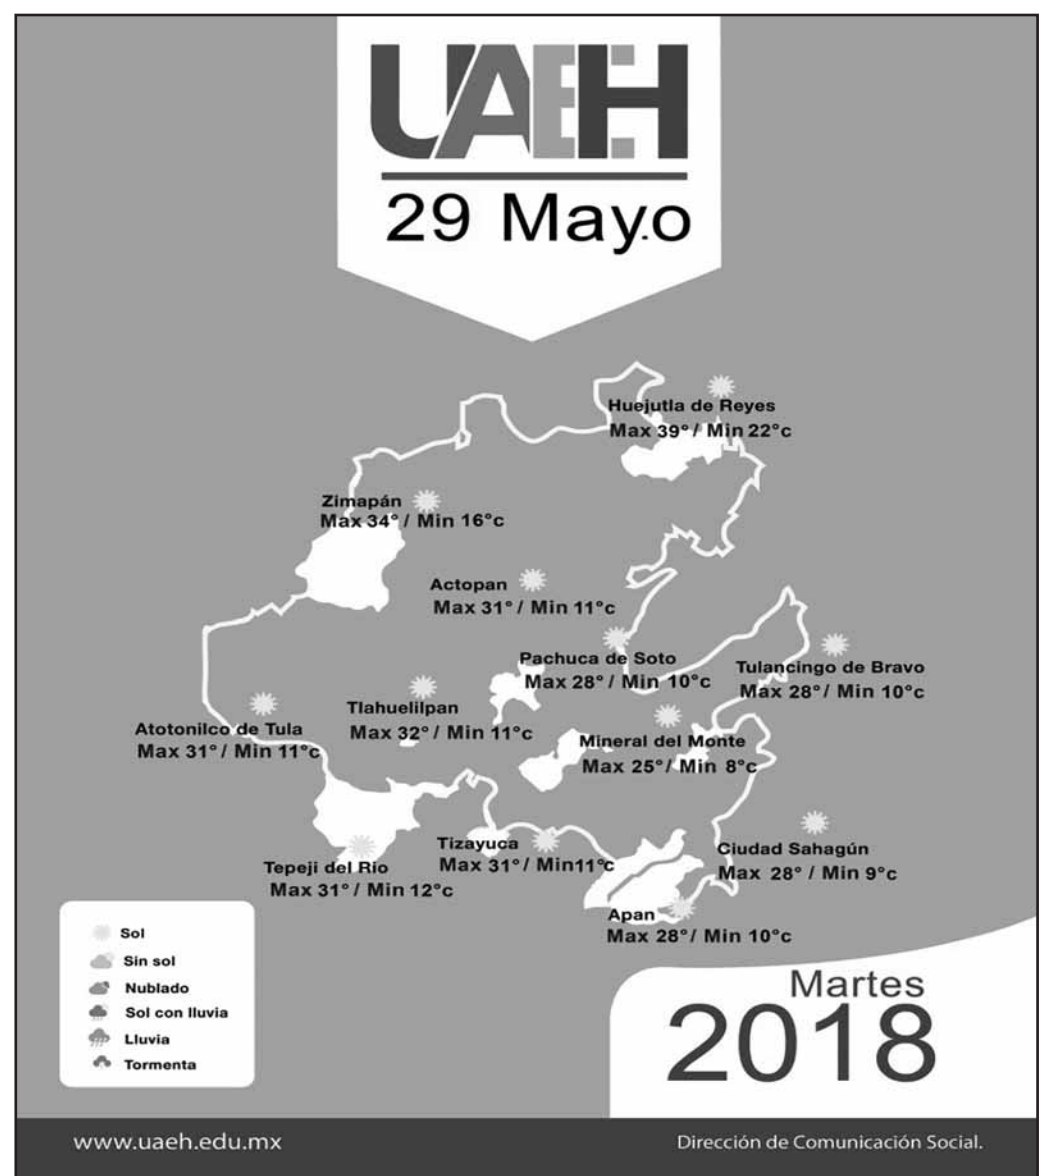 UAEH
29 Mayo
Huejutla de Reyes
Max 39° / Min 22°c
Zimapán
Max 34° / Min 16°c
Actopan
Max 31° / Min 11°c
Pachuca de Soto
Max 28° / Min 10°c
Tulancingo de Bravo
Max 28° / Min 10°c
Tlahuelilpan
Max 32° / Min 11°c
Atotonilco de Tula
Max 31° / Min 11°c
Mineral del Monte
Max 25° / Min 8°c
Tizayuca
Max 31° / Min11°c
Ciudad Sahagún
Max 28° / Min 9°c
Tepeji del Río
Max 31° / Min 12°c
Apan
Max 28° / Min 10°c
Sol
Sin sol
Nublado
Sol con lluvia
Lluvia
Tormenta
Martes
2018
www.uaeh.edu.mx
Dirección de Comunicación Social.